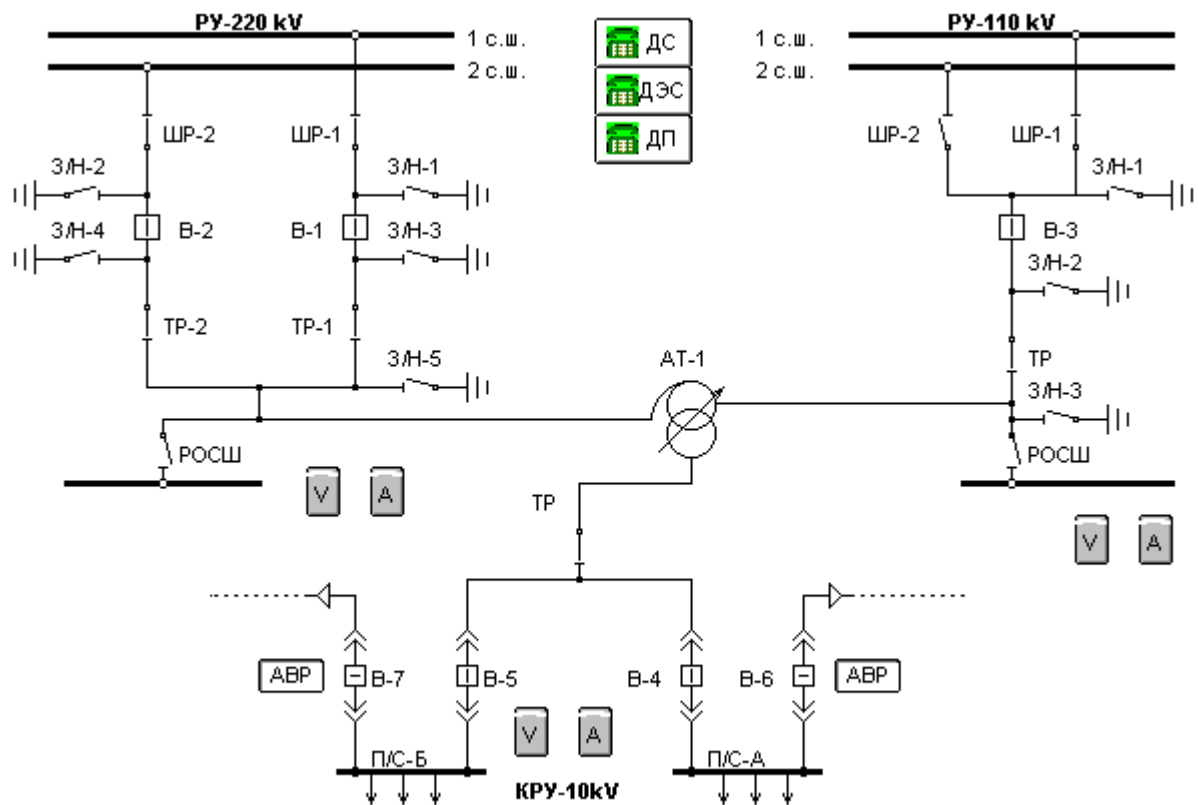 РУ-220 kV
РУ-110 kV
1 с.ш.
2 с.ш.
ДС
ДЭС
ДП
1 с.ш.
2 с.ш.
ШР-2
ШР-1
ШР-2
ШР-1
З/Н-2
З/Н-1
З/Н-1
В-2
В-1
В-3
З/Н-4
З/Н-3
З/Н-2
ТР-2
ТР-1
ТР
З/Н-5
АТ-1
З/Н-3
РОСШ
РОСШ
V
A
ТР
V
A
АВР
В-7
В-5
В-4
В-6
АВР
V
A
П/С-Б
П/С-А
КРУ-10kV